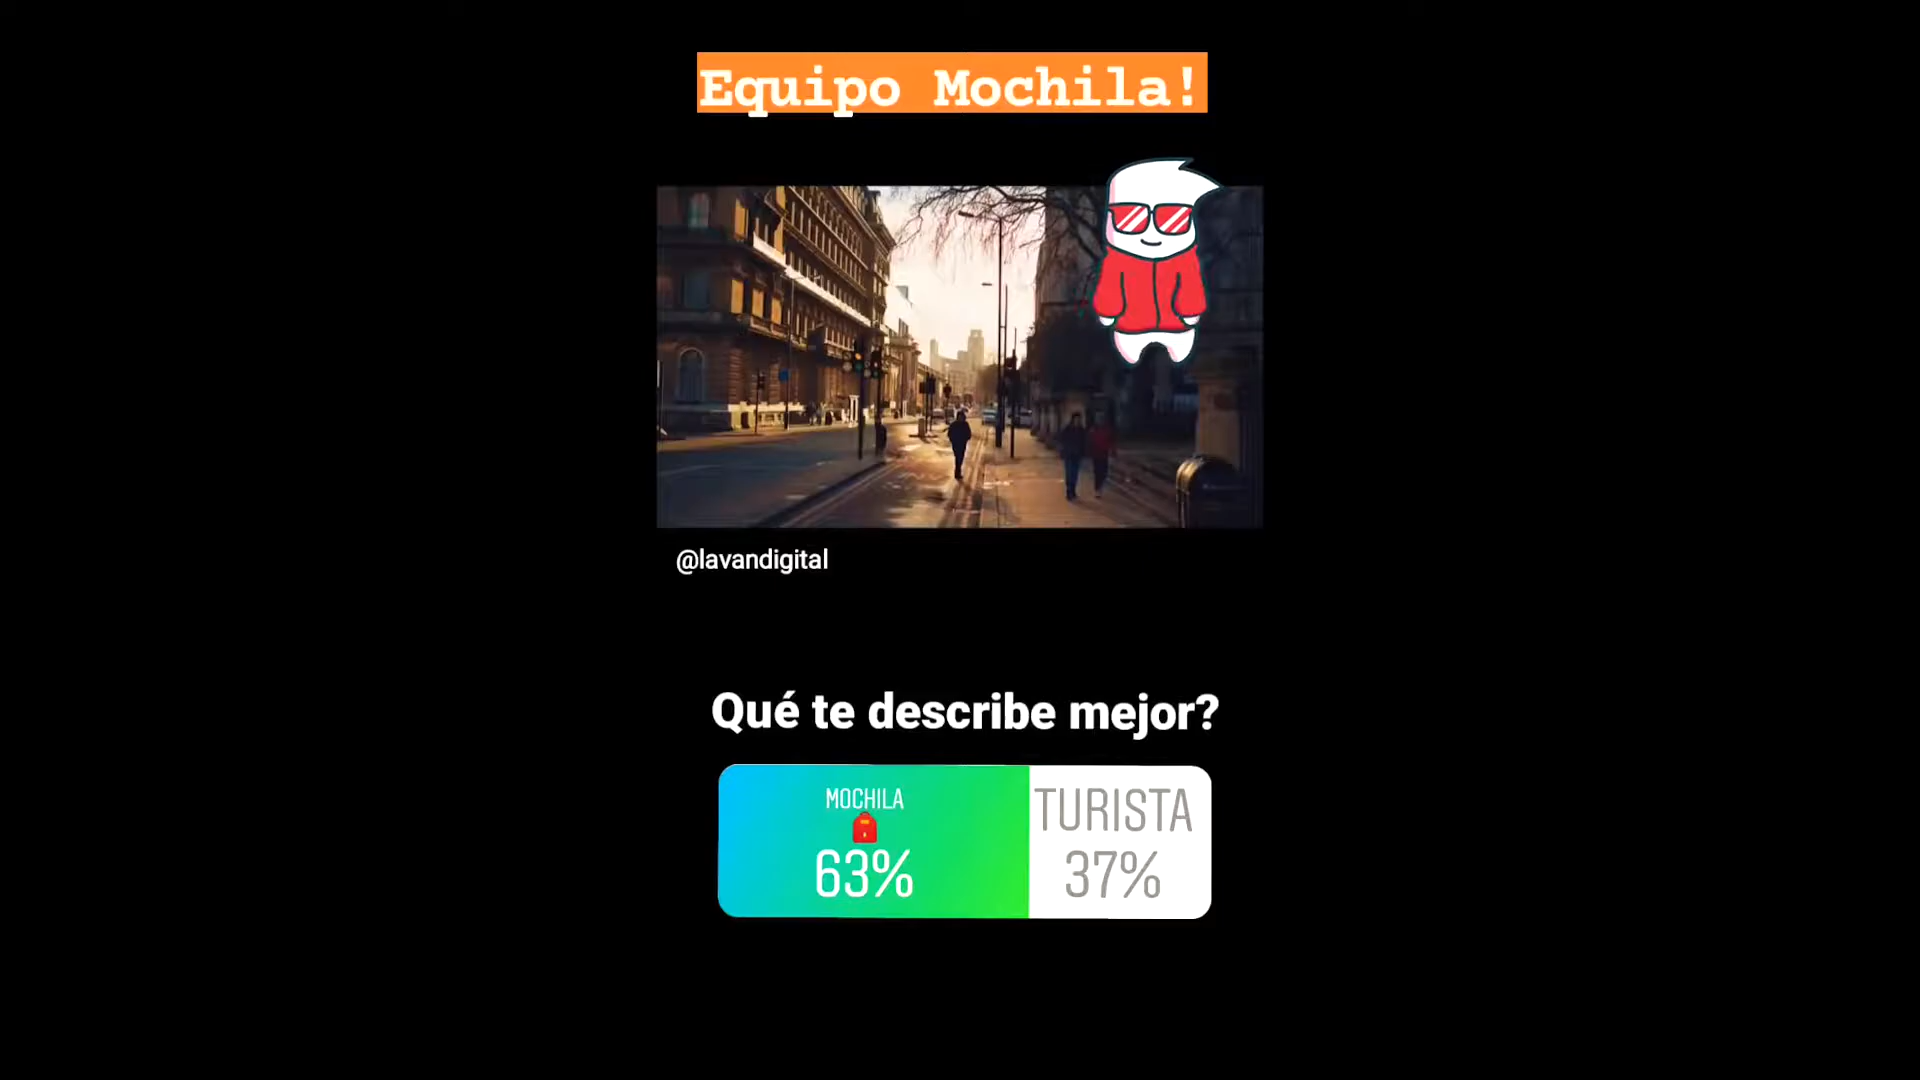 Equipo Mochila!
@lavandigital
Qué te describe mejor?
MOCHILA
63%
TURISTA
37%